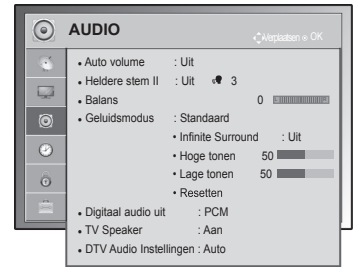 AUDIO
Verplaatsen OK
• Auto volume : Uit
• Heldere stem II : Uit 3
• Balans 0
• Geluidsmodus : Standaard
• Infinite Surround : Uit
• Hoge tonen 50
• Lage tonen 50
• Resetten
• Digitaal audio uit : PCM
• TV Speaker : Aan
• DTV Audio Instellingen : Auto